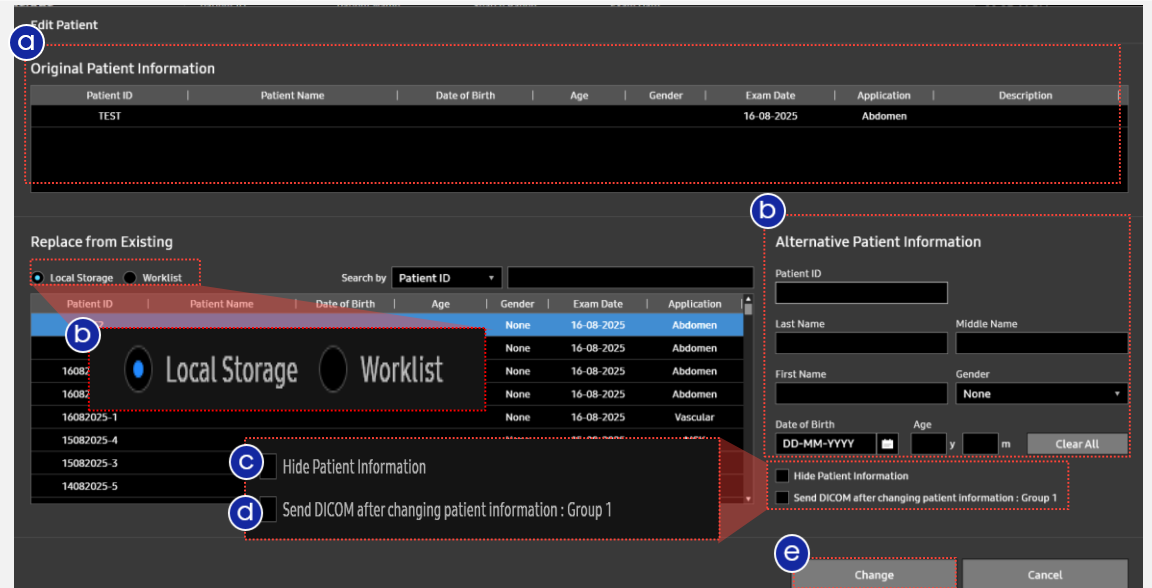 Edit Patient
a
Original Patient Information
Patient ID | Patient Name | Date of Birth | Age | Gender | Exam Date | Application | Description
TEST 16-08-2025 Abdomen
b
Replace from Existing
Local Storage Worklist Search by Patient ID
Patient ID | Patient Name | Date of Birth | Age | Gender | Exam Date | Application
None 16-08-2025 Abdomen
None 16-08-2025 Abdomen
None 16-08-2025 Abdomen
None 16-08-2025 Abdomen
16082025-1 None 16-08-2025 Vascular
15082025-4
15082025-3
14082025-5
b
Local Storage Worklist
c Hide Patient Information
d Send DICOM after changing patient information : Group 1
Alternative Patient Information
Patient ID
Last Name Middle Name
First Name Gender
None
Date of Birth Age
DD-MM-YYYY y m Clear All
Hide Patient Information
Send DICOM after changing patient information : Group 1
e
Change Cancel